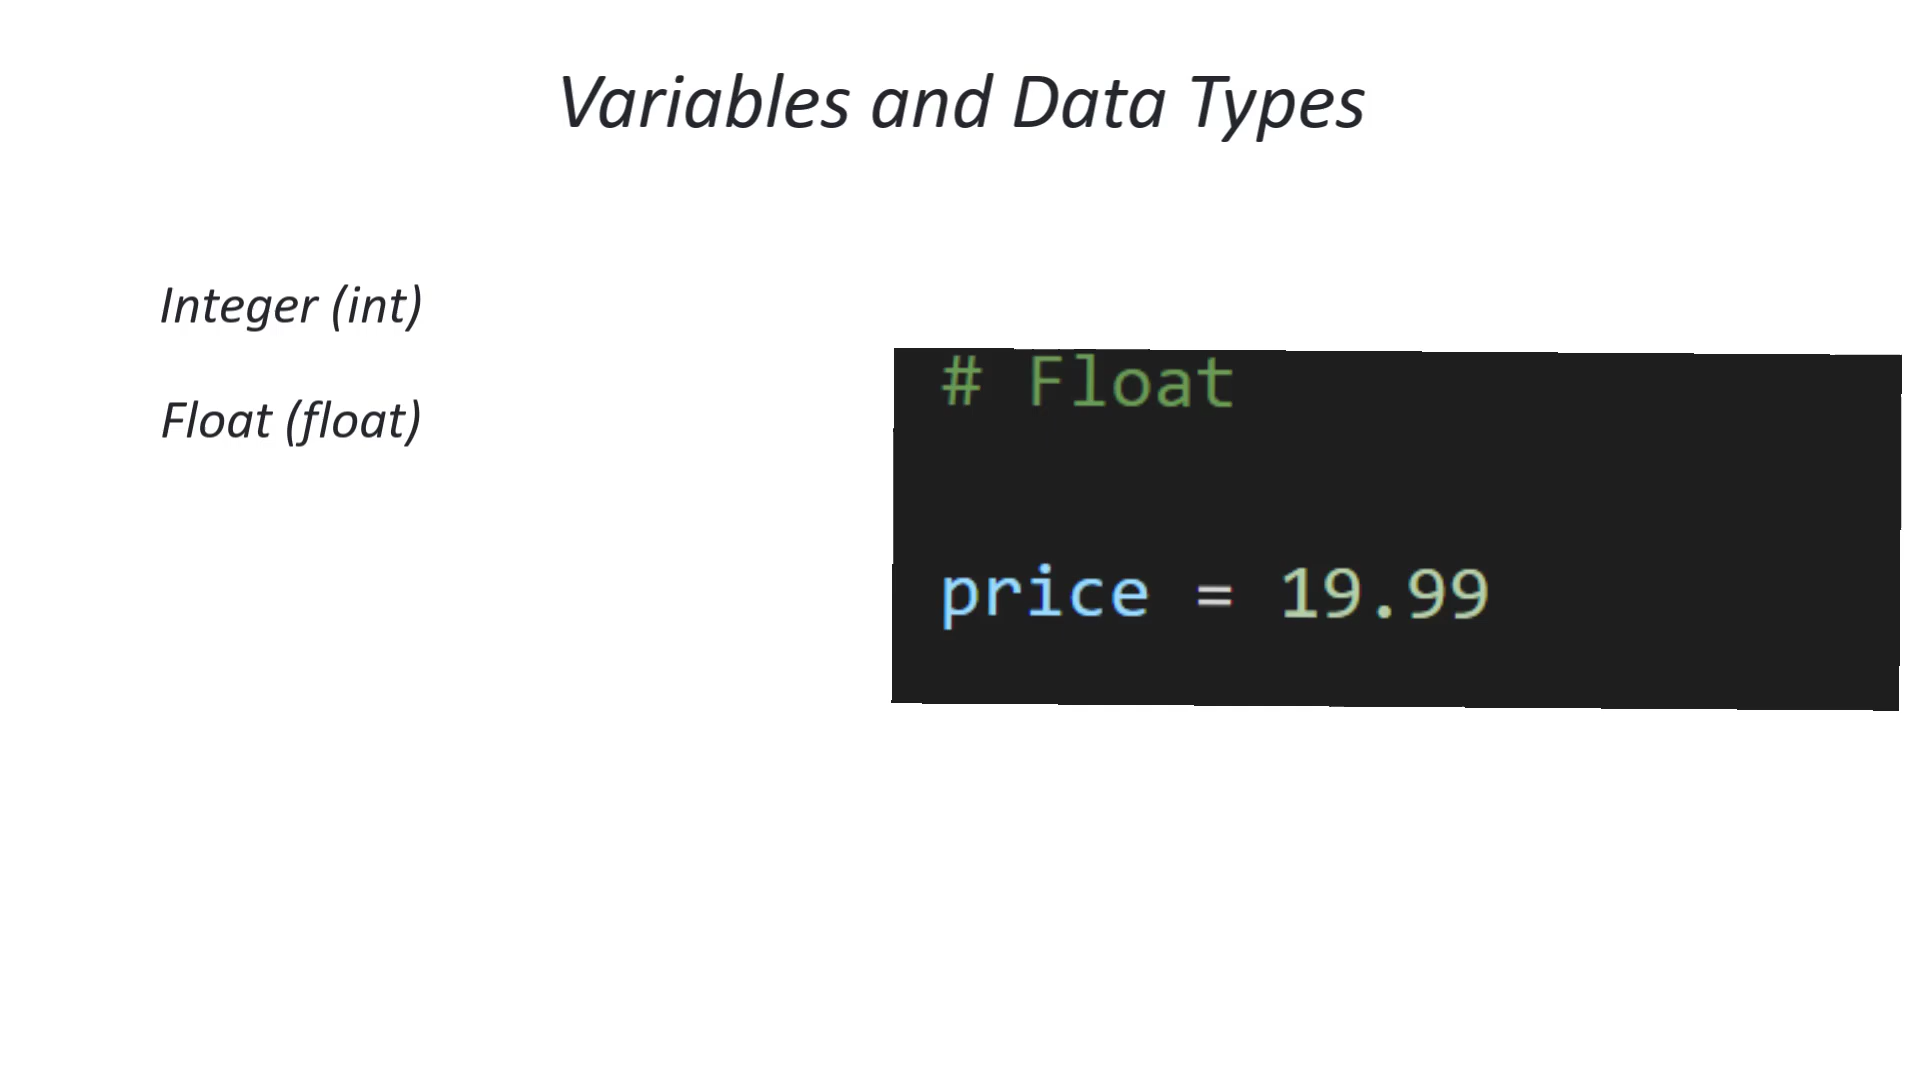 Variables and Data Types
Integer (int)
Float (float)
# Float
price = 19.99